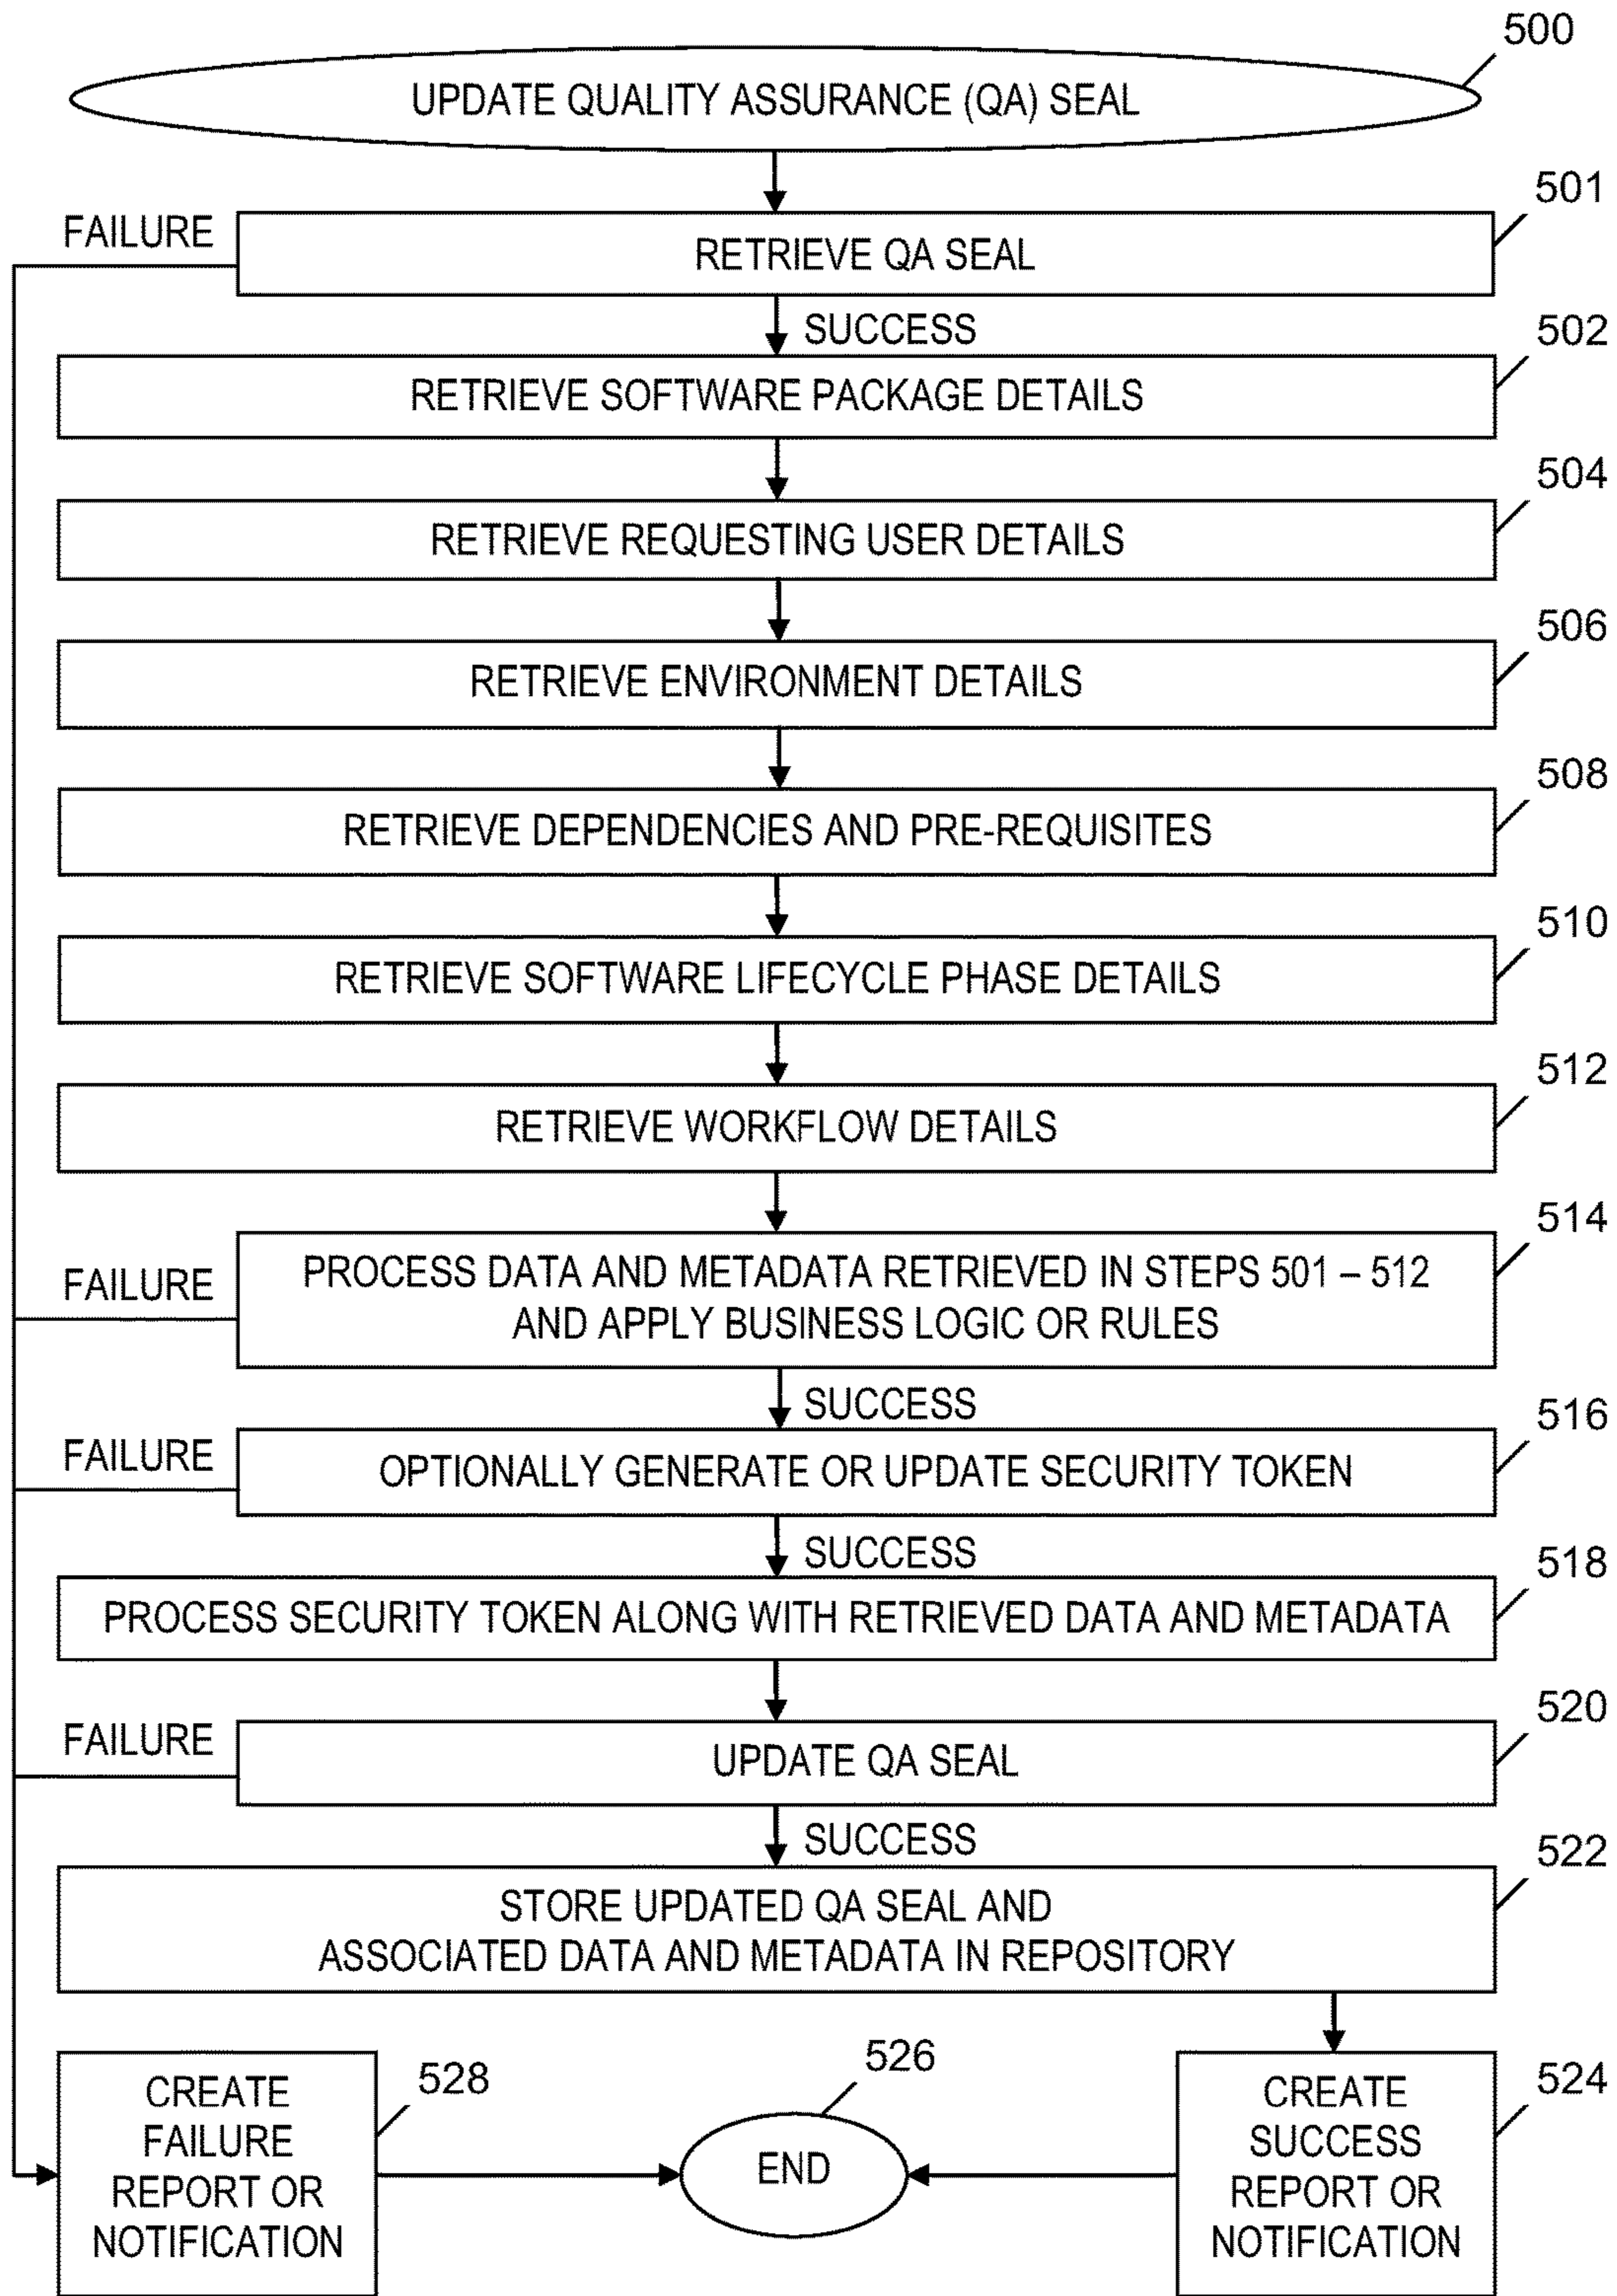 500
UPDATE QUALITY ASSURANCE (QA) SEAL
501
FAILURE
RETRIEVE QA SEAL
SUCCESS
502
RETRIEVE SOFTWARE PACKAGE DETAILS
504
RETRIEVE REQUESTING USER DETAILS
506
RETRIEVE ENVIRONMENT DETAILS
508
RETRIEVE DEPENDENCIES AND PRE-REQUISITES
510
RETRIEVE SOFTWARE LIFECYCLE PHASE DETAILS
512
RETRIEVE WORKFLOW DETAILS
514
FAILURE
PROCESS DATA AND METADATA RETRIEVED IN STEPS 501 – 512
AND APPLY BUSINESS LOGIC OR RULES
SUCCESS
516
FAILURE
OPTIONALLY GENERATE OR UPDATE SECURITY TOKEN
SUCCESS
518
PROCESS SECURITY TOKEN ALONG WITH RETRIEVED DATA AND METADATA
520
FAILURE
UPDATE QA SEAL
SUCCESS
522
STORE UPDATED QA SEAL AND
ASSOCIATED DATA AND METADATA IN REPOSITORY
528
CREATE
FAILURE
REPORT OR
NOTIFICATION
526
END
524
CREATE
SUCCESS
REPORT OR
NOTIFICATION